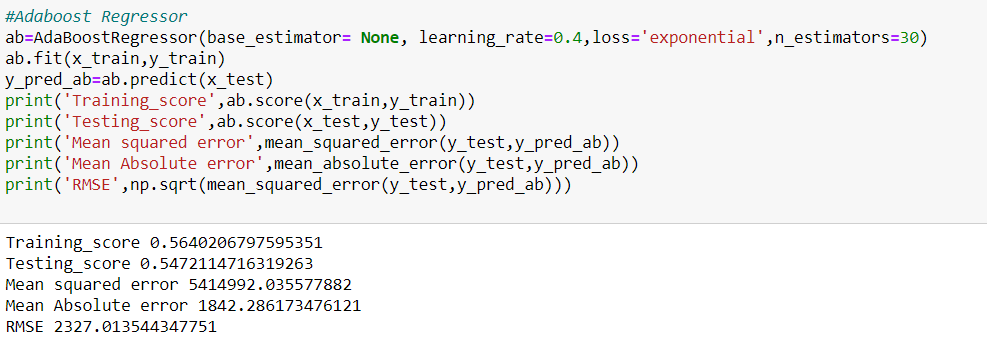 #Adaboost Regressor
ab=AdaBoostRegressor(base_estimator= None, learning_rate=0.4,loss='exponential',n_estimators=30)
ab.fit(x_train,y_train)
y_pred_ab=ab.predict(x_test)
print('Training_score',ab.score(x_train,y_train))
print('Testing_score',ab.score(x_test,y_test))
print('Mean squared error',mean_squared_error(y_test,y_pred_ab))
print('Mean Absolute error',mean_absolute_error(y_test,y_pred_ab))
print('RMSE',np.sqrt(mean_squared_error(y_test,y_pred_ab)))
Training_score 0.5640206797595351
Testing_score 0.5472114716319263
Mean squared error 5414992.035577882
Mean Absolute error 1842.286173476121
RMSE 2327.013544347751